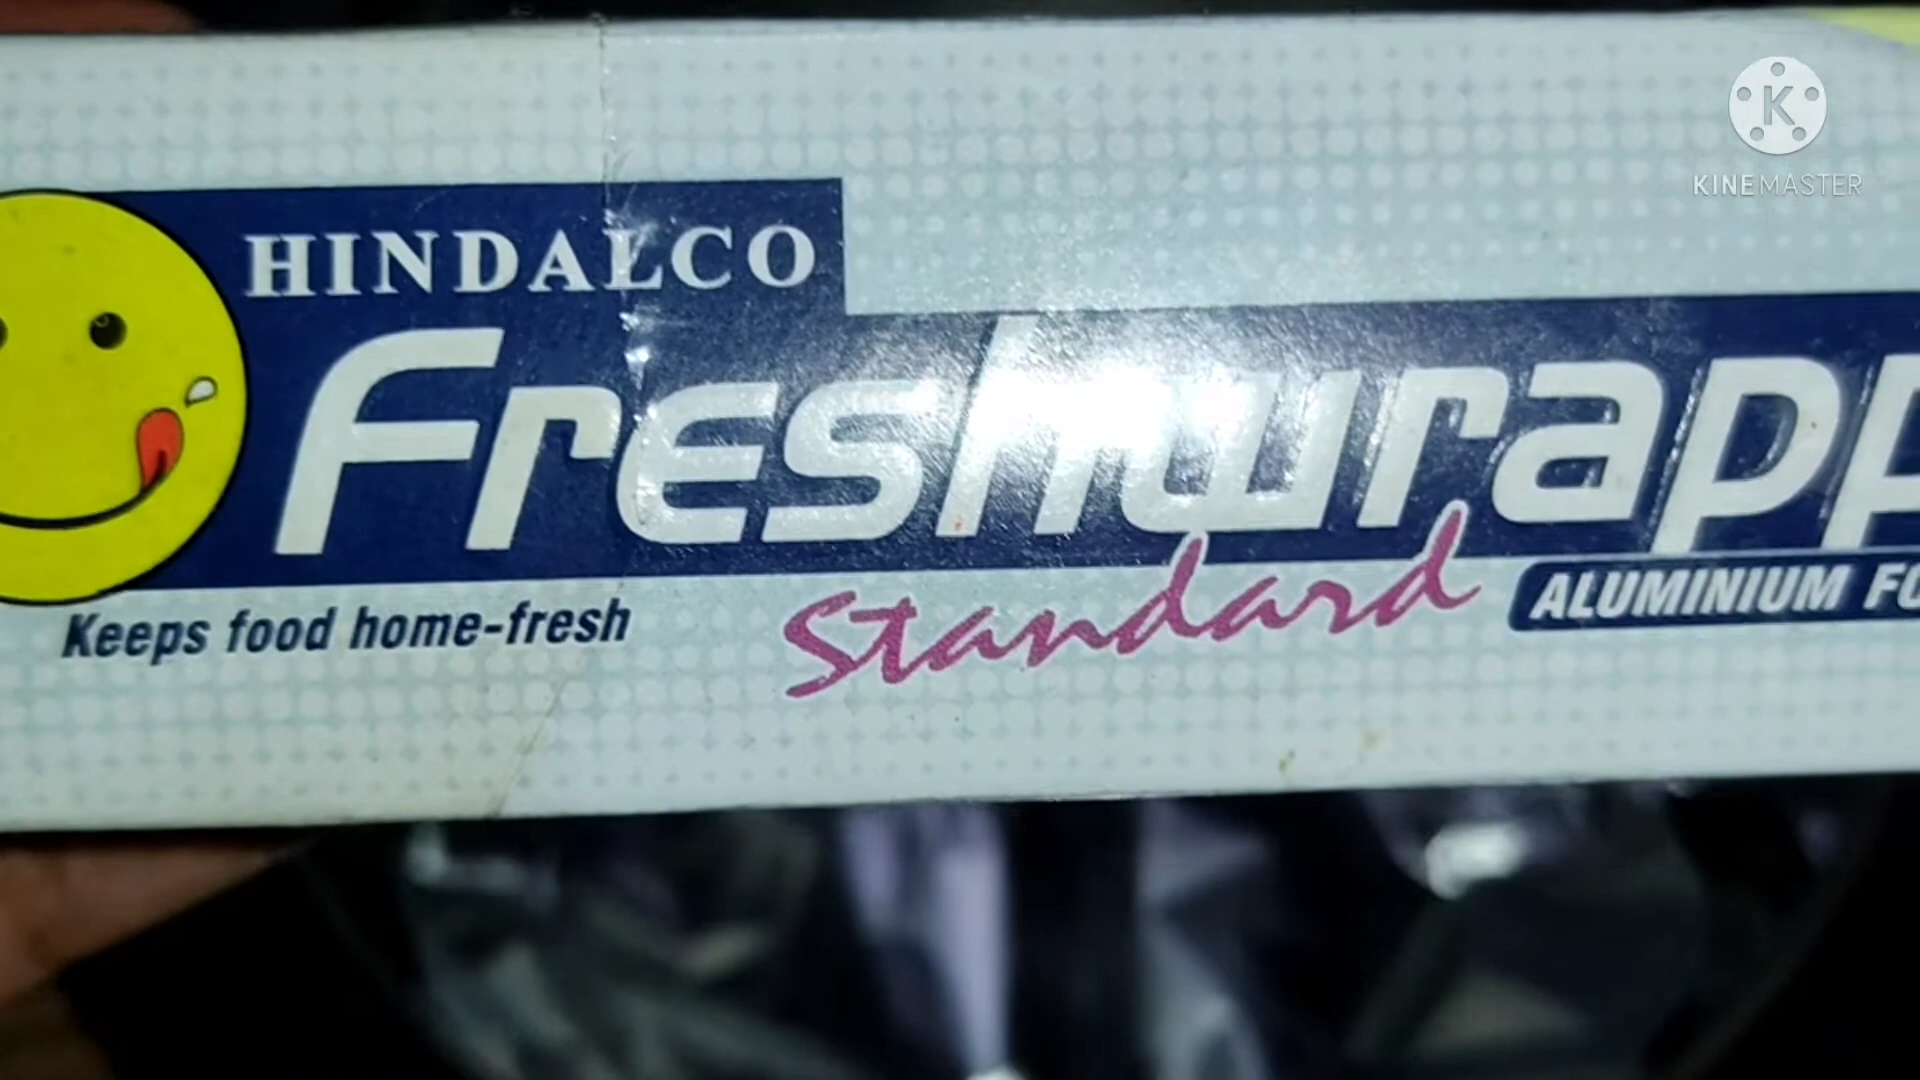 K
KINEMASTER
HINDALCO
Freshwrapp
Keeps food home-fresh
Standard
ALUMINIUM FO